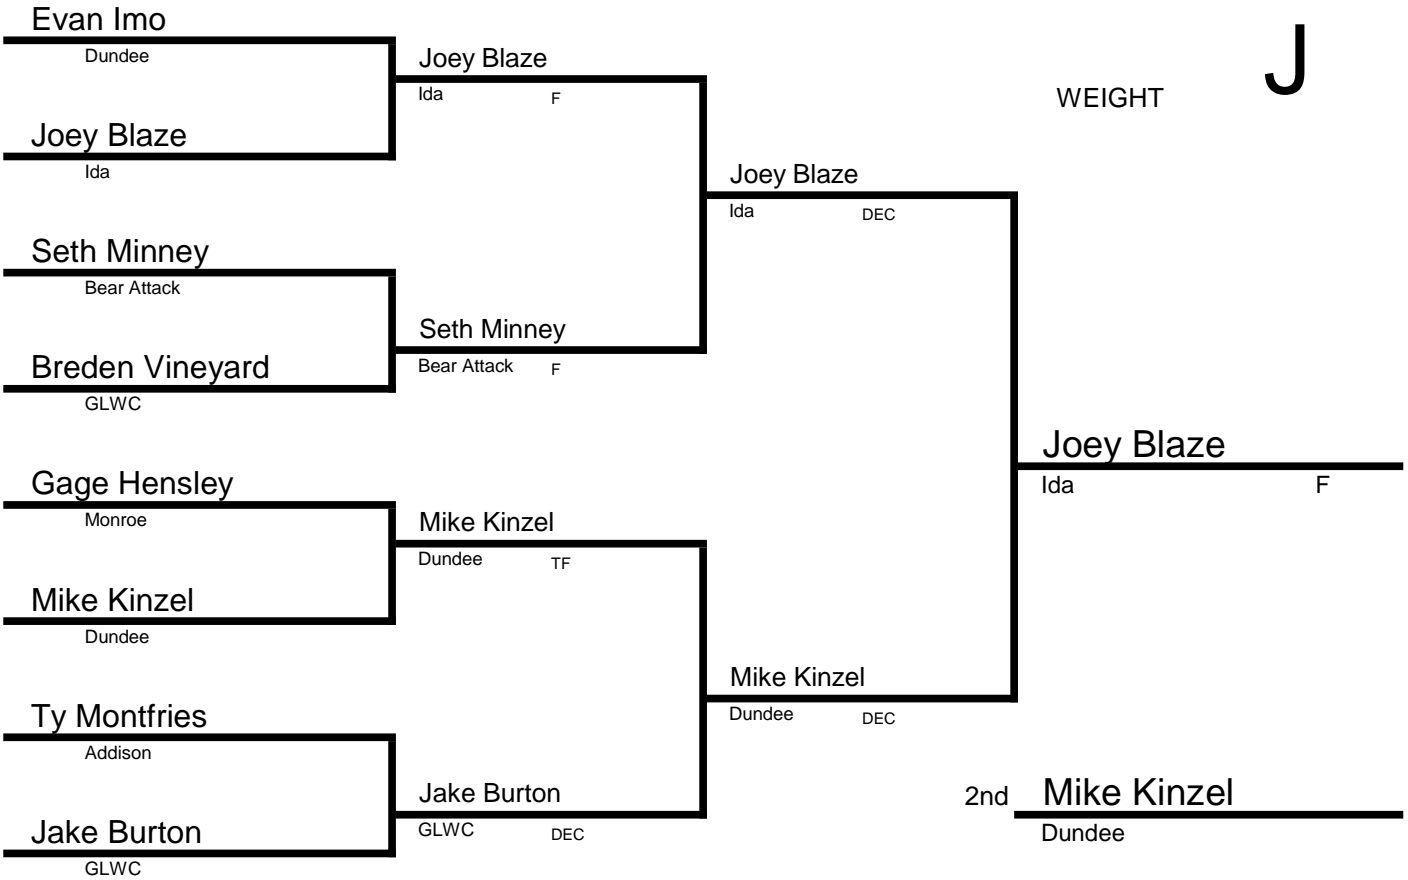 Evan Imo
Dundee
Joey Blaze
Ida
Seth Minney
Bear Attack
Breden Vineyard
GLWC
Gage Hensley
Monroe
Mike Kinzel
Dundee
Ty Montfries
Addison
Jake Burton
GLWC
Joey Blaze
Ida F
Seth Minney
Bear Attack F
Mike Kinzel
Dundee TF
Jake Burton
GLWC DEC
Joey Blaze
Ida DEC
Mike Kinzel
Dundee DEC
WEIGHT J
Joey Blaze
Ida F
2nd Mike Kinzel
Dundee